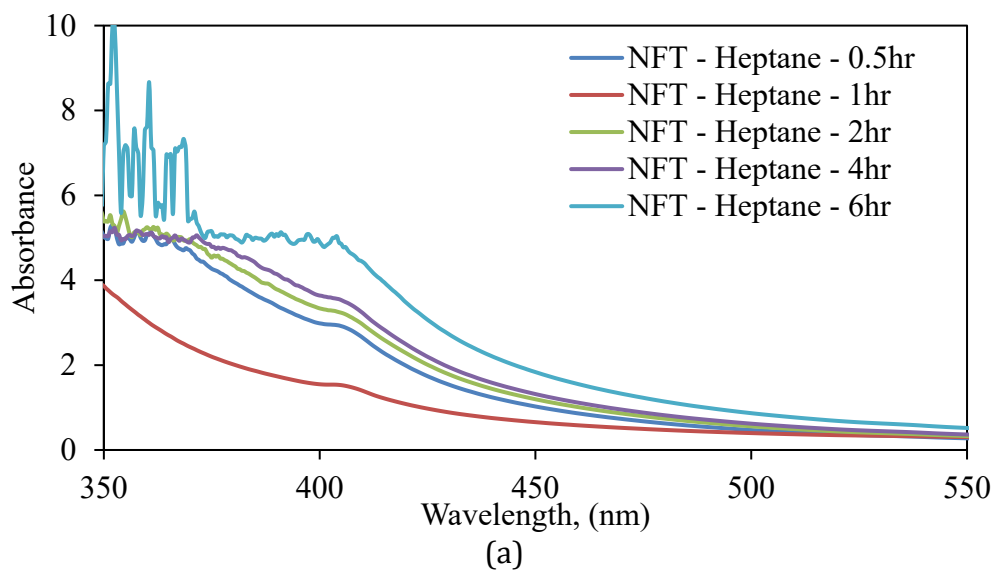 10
8
6
4
2
0
Absorbance
NFT - Heptane - 0.5hr
NFT - Heptane - 1hr
NFT - Heptane - 2hr
NFT - Heptane - 4hr
NFT - Heptane - 6hr
350 400 450 500 550
Wavelength, (nm)
(a)